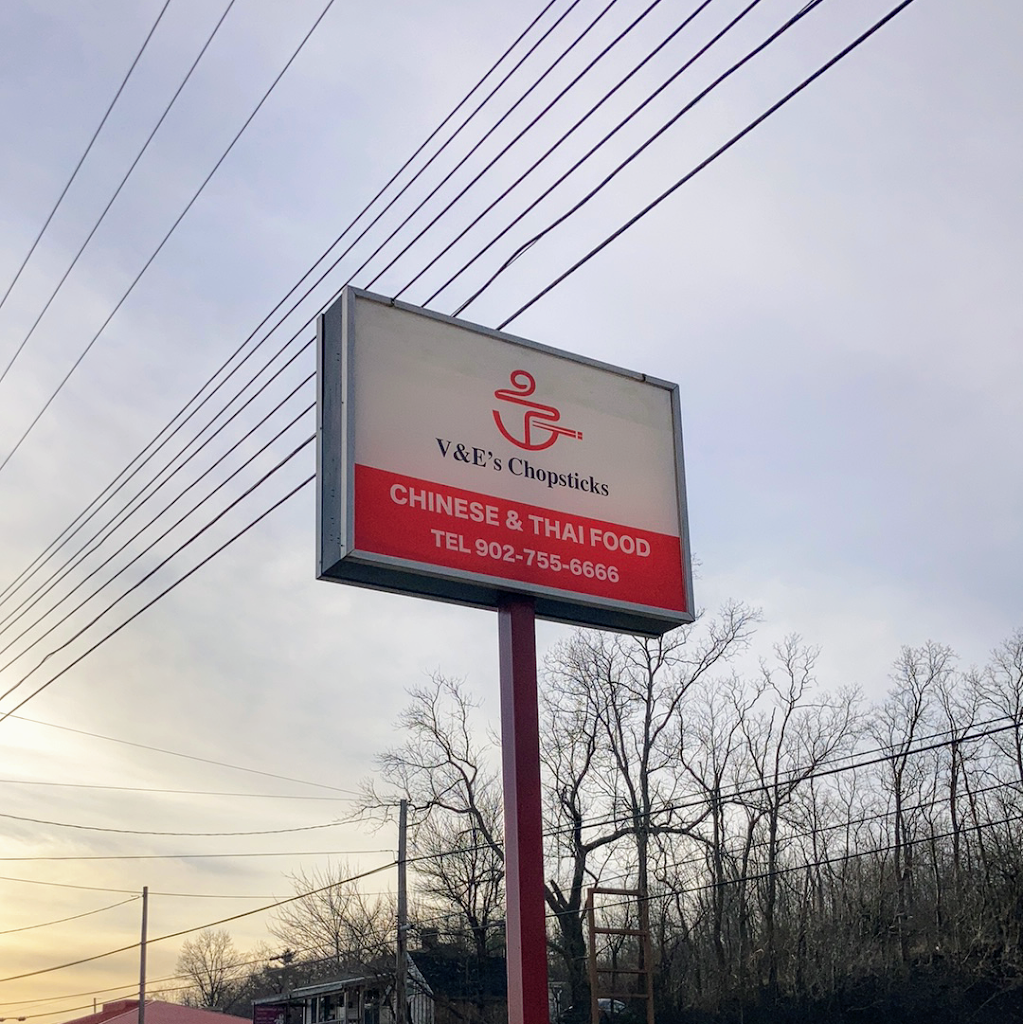 V&E's Chopsticks
CHINESE & THAI FOOD
TEL 902-755-6666